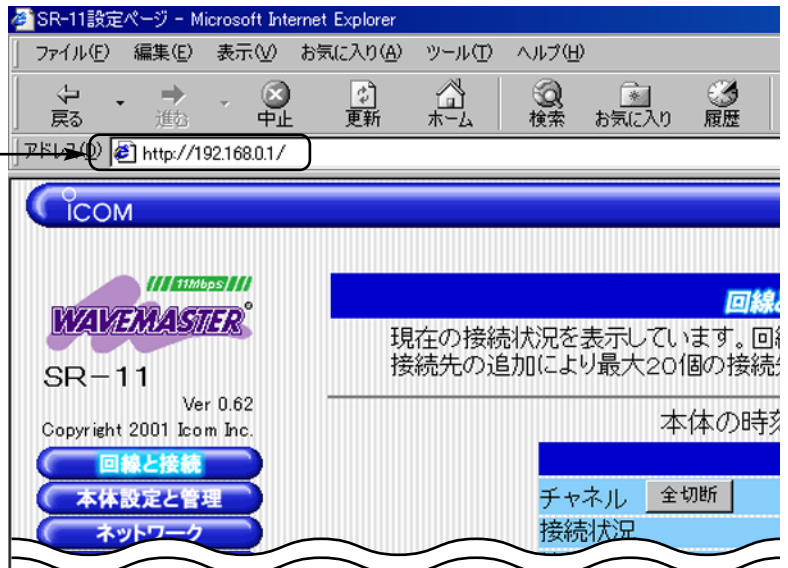 SR-11設定ページ - Microsoft Internet Explorer
ファイル(F) 編集(E) 表示(V) お気に入り(A) ツール(T) ヘルプ(H)
戻る 進む 中止 更新 ホーム 検索 お気に入り 履歴
アドレス(D) http://192.168.0.1/
ICOM
11Mbps
WAVEMASTER®
SR-11
Ver 0.62
Copyright 2001 Icom Inc.
回線と接続
本体設定と管理
ネットワーク
回線
現在の接続状況を表示しています。回
接続先の追加により最大20個の接続
本体の時
チャネル 全切断
接続状況